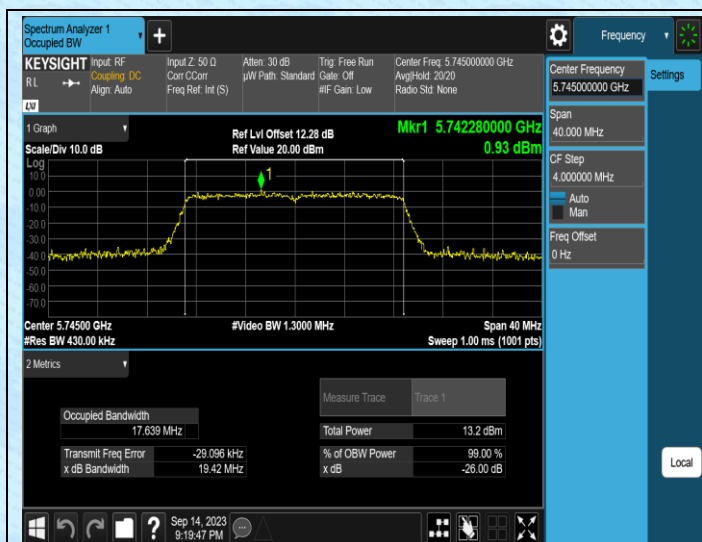 Spectrum Analyzer 1
Occupied BW
Frequency
KEYSIGHT
RL
LXI
Input: RF
Coupling: DC
Align: Auto
Input Z: 50 Ω
Corr CCorr
Freq Ref: Int (S)
Atten: 30 dB
µW Path: Standard
Trig: Free Run
Gate: Off
#IF Gain: Low
Center Freq: 5.745000000 GHz
Avg|Hold: 20/20
Radio Std: None
Center Frequency
5.745000000 GHz
Settings
Span
40.000 MHz
CF Step
4.000000 MHz
Auto
Man
Freq Offset
0 Hz
Local
1 Graph
Scale/Div 10.0 dB
Ref Lvl Offset 12.28 dB
Ref Value 20.00 dBm
Mkr1 5.742280000 GHz
0.93 dBm
Log
10.0
0.00
-10.0
-20.0
-30.0
-40.0
-50.0
-60.0
-70.0
1
Center 5.74500 GHz
#Video BW 1.3000 MHz
Span 40 MHz
#Res BW 430.00 kHz
Sweep 1.00 ms (1001 pts)
2 Metrics
Measure Trace Trace 1
Occupied Bandwidth
17.639 MHz
Total Power 13.2 dBm
Transmit Freq Error -29.096 kHz
% of OBW Power 99.00 %
x dB Bandwidth 19.42 MHz
x dB -26.00 dB
?
Sep 14, 2023
9:19:47 PM